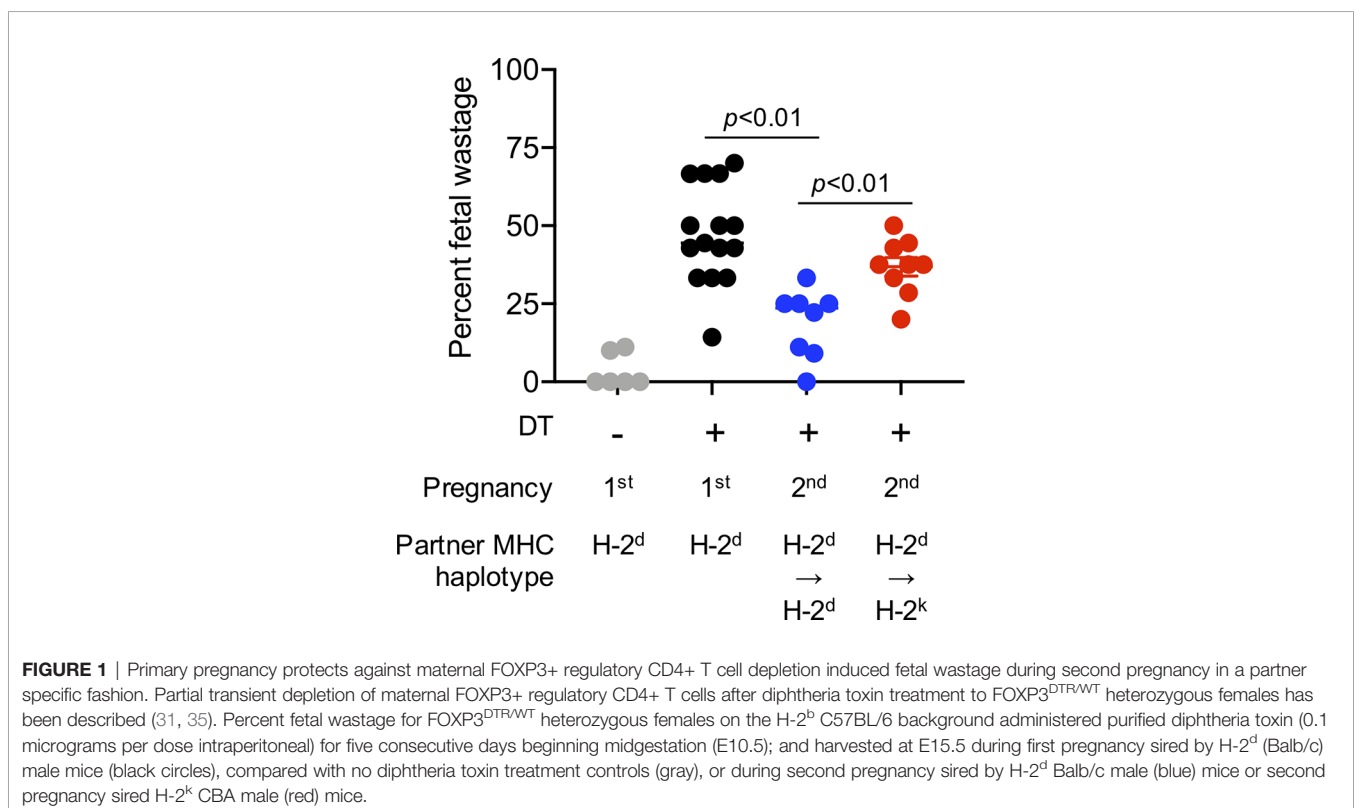 100
Percent fetal wastage
p<0.01
75
p<0.01
50
25
0
DT - + + +
Pregnancy 1st 1st 2nd 2nd
Partner MHC H-2d H-2d H-2d H-2d
haplotype → →
H-2d H-2k
FIGURE 1 | Primary pregnancy protects against maternal FOXP3+ regulatory CD4+ T cell depletion induced fetal wastage during second pregnancy in a partner
specific fashion. Partial transient depletion of maternal FOXP3+ regulatory CD4+ T cells after diphtheria toxin treatment to FOXP3DTR/WT heterozygous females has
been described (31, 35). Percent fetal wastage for FOXP3DTR/WT heterozygous females on the H-2b C57BL/6 background administered purified diphtheria toxin (0.1
micrograms per dose intraperitoneal) for five consecutive days beginning midgestation (E10.5); and harvested at E15.5 during first pregnancy sired by H-2d (Balb/c)
male mice (black circles), compared with no diphtheria toxin treatment controls (gray), or during second pregnancy sired by H-2d Balb/c male (blue) mice or second
pregnancy sired H-2k CBA male (red) mice.